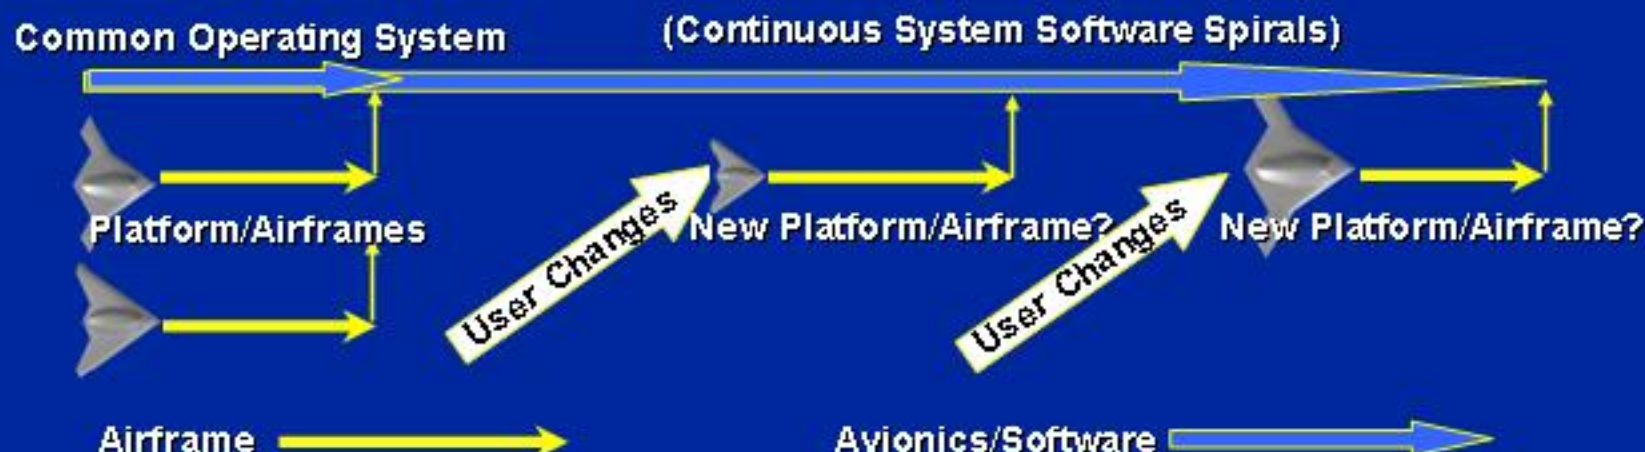 Common Operating System
(Continuous System Software Spirals)
Platform/Airframes
User Changes
New Platform/Airframe?
User Changes
New Platform/Airframe?
Airframe
Avionics/Software